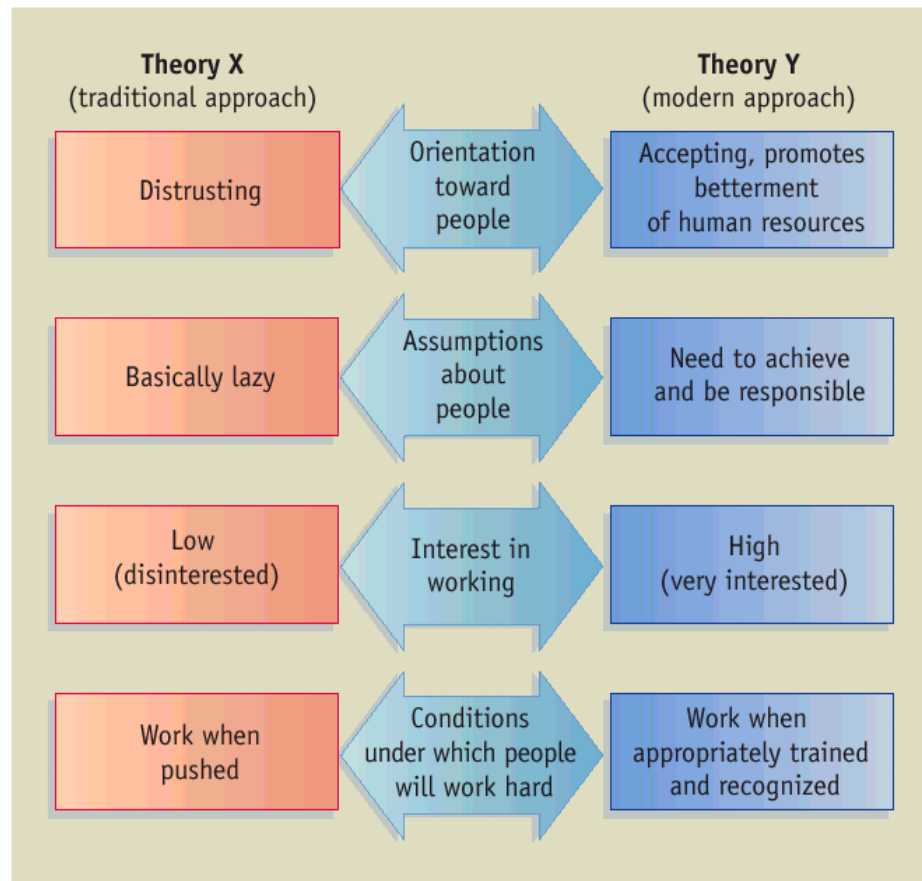 Theory X
(traditional approach)
Theory Y
(modern approach)
Distrusting
Orientation
toward
people
Accepting, promotes
betterment
of human resources
Basically lazy
Assumptions
about
people
Need to achieve
and be responsible
Low
(disinterested)
Interest in
working
High
(very interested)
Work when
pushed
Conditions
under which people
will work hard
Work when
appropriately trained
and recognized